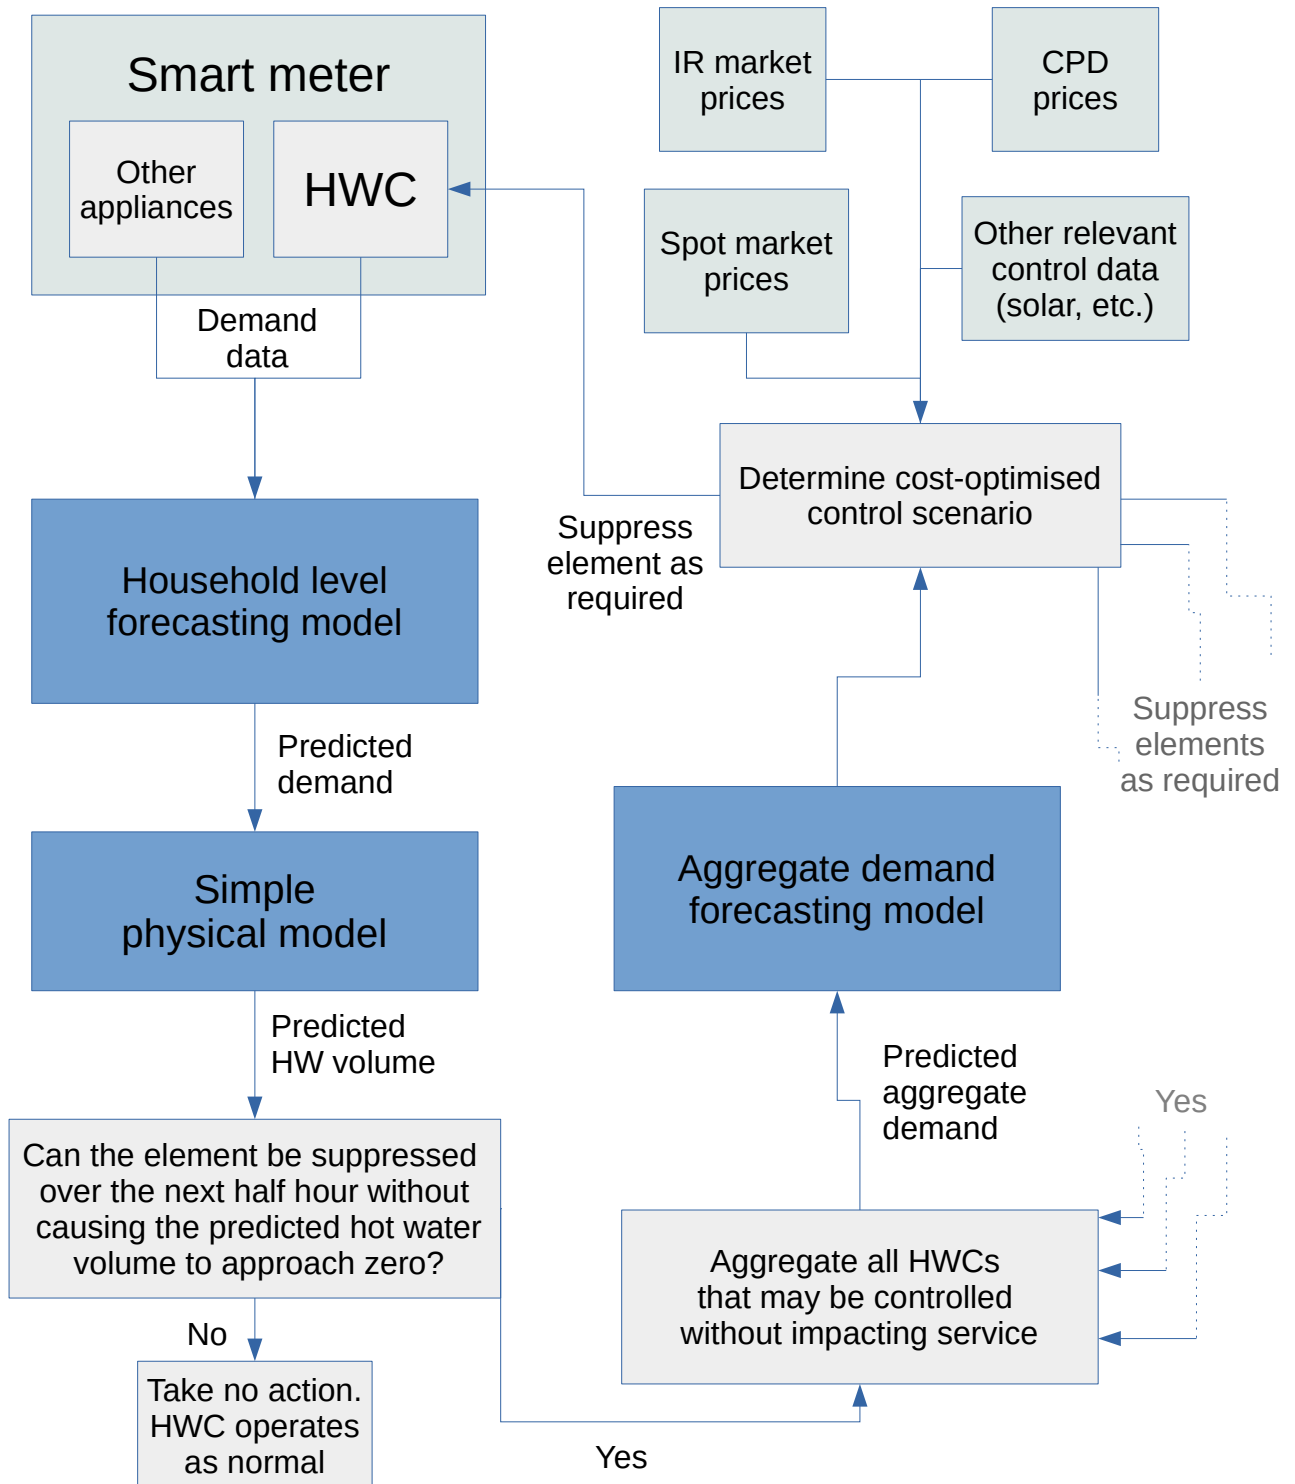 Smart meter
Other
appliances
HWC
IR market
prices
CPD
prices
Spot market
prices
Other relevant
control data
(solar, etc.)
Demand
data
Determine cost-optimised
control scenario
Suppress
element as
required
Household level
forecasting model
Suppress
elements
as required
Predicted
demand
Aggregate demand
forecasting model
Simple
physical model
Predicted
HW volume
Predicted
aggregate
demand
Yes
Can the element be suppressed
over the next half hour without
causing the predicted hot water
volume to approach zero?
Aggregate all HWCs
that may be controlled
without impacting service
No
Take no action.
HWC operates
as normal
Yes